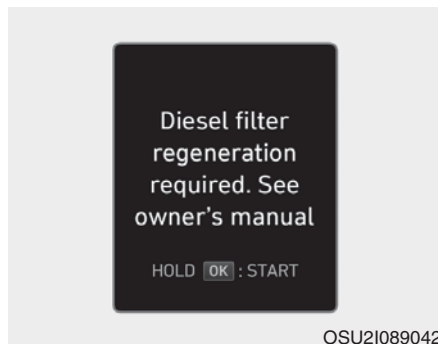 Diesel filter
regeneration
required. See
owner's manual
HOLD OK : START
OSU2I089042